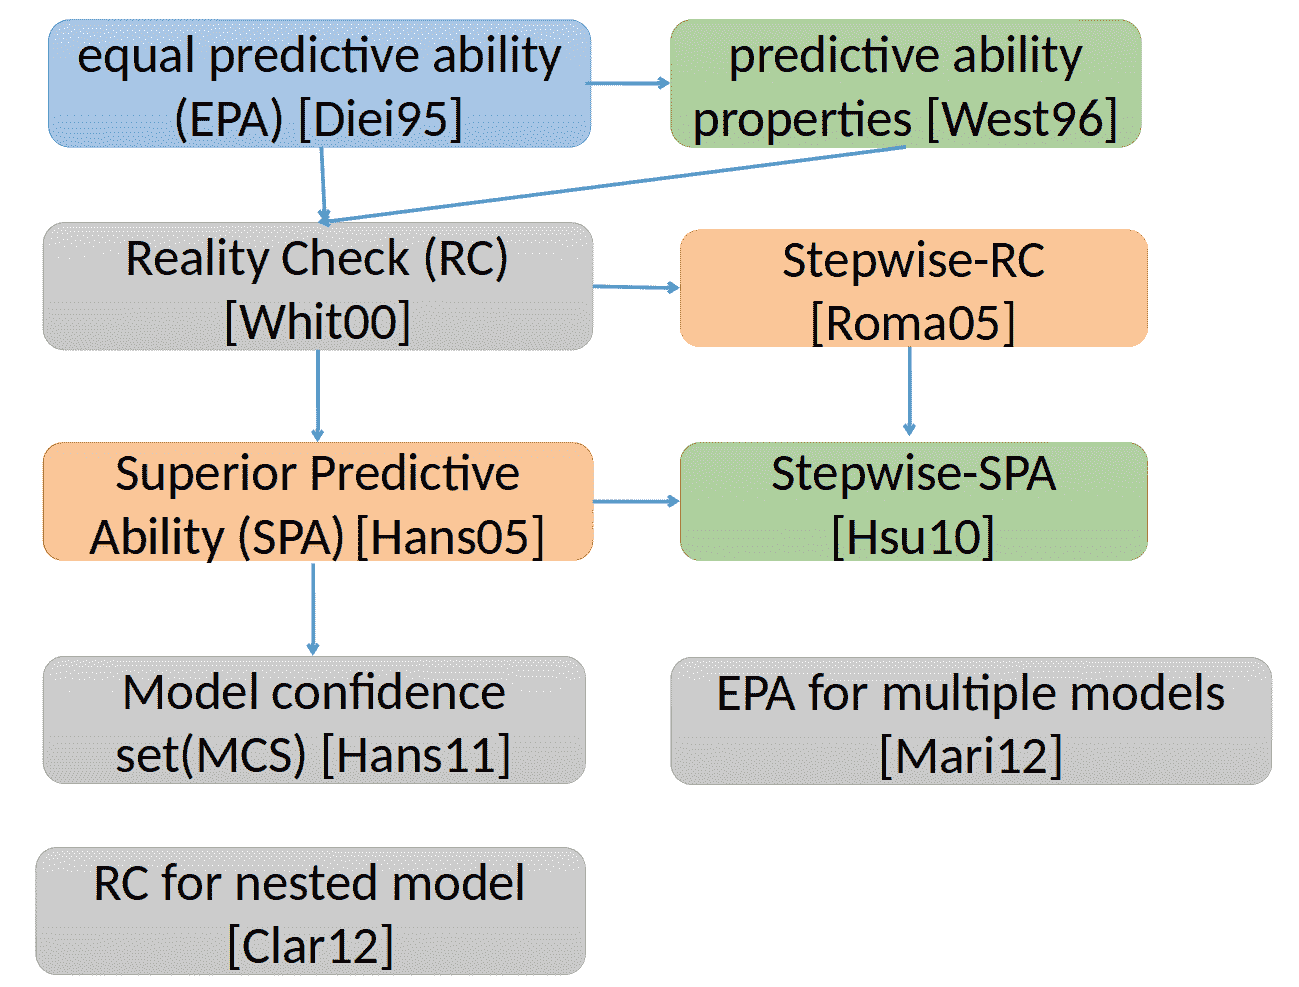 equal predictive ability
(EPA) [Diei95]
predictive ability
properties [West96]
Reality Check (RC)
[Whit00]
Stepwise-RC
[Roma05]
Superior Predictive
Ability (SPA) [Hans05]
Stepwise-SPA
[Hsu10]
Model confidence
set(MCS) [Hans11]
EPA for multiple models
[Mari12]
RC for nested model
[Clar12]